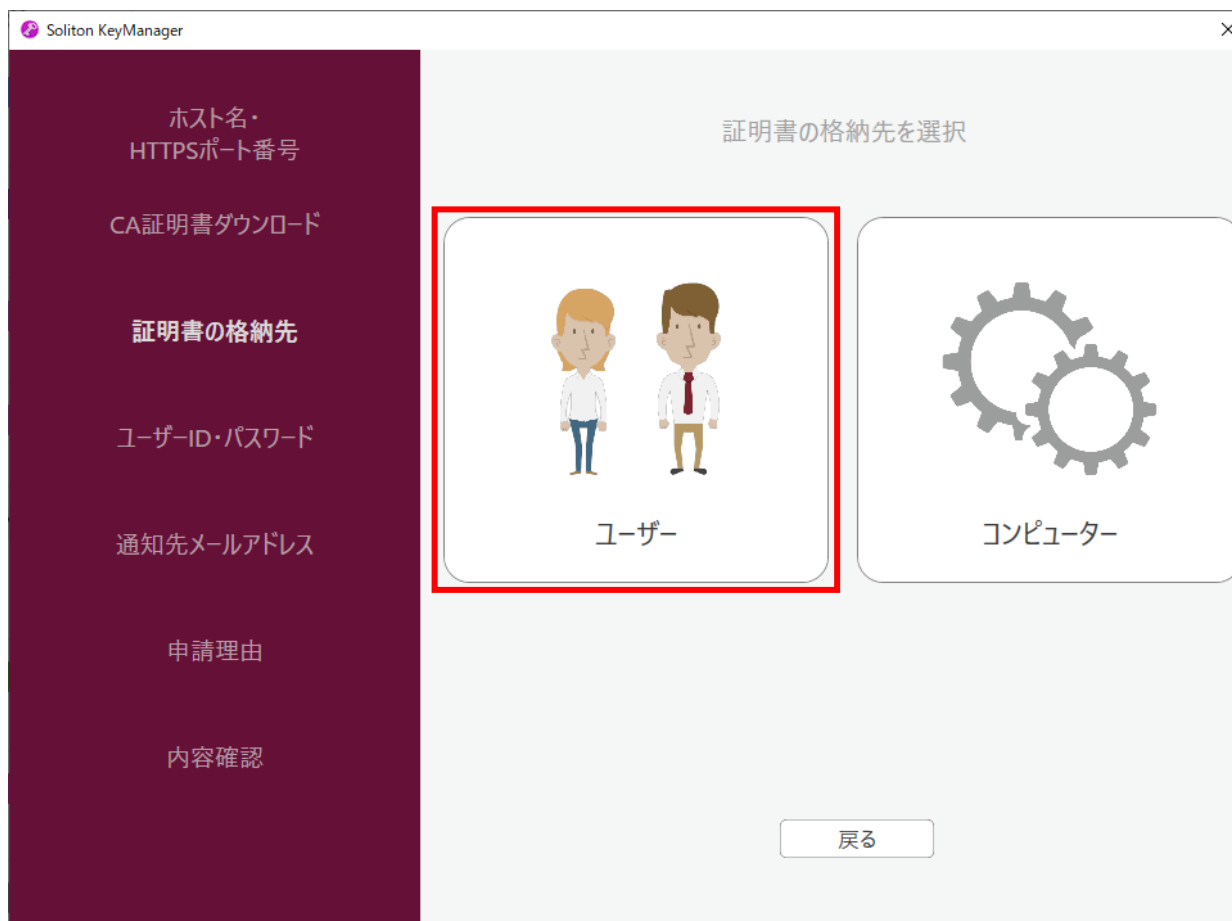 Soliton KeyManager
ホスト名・
HTTPSポート番号
CA証明書ダウンロード
証明書の格納先
ユーザーID・パスワード
通知先メールアドレス
申請理由
内容確認
証明書の格納先を選択
ユーザー
コンピューター
戻る